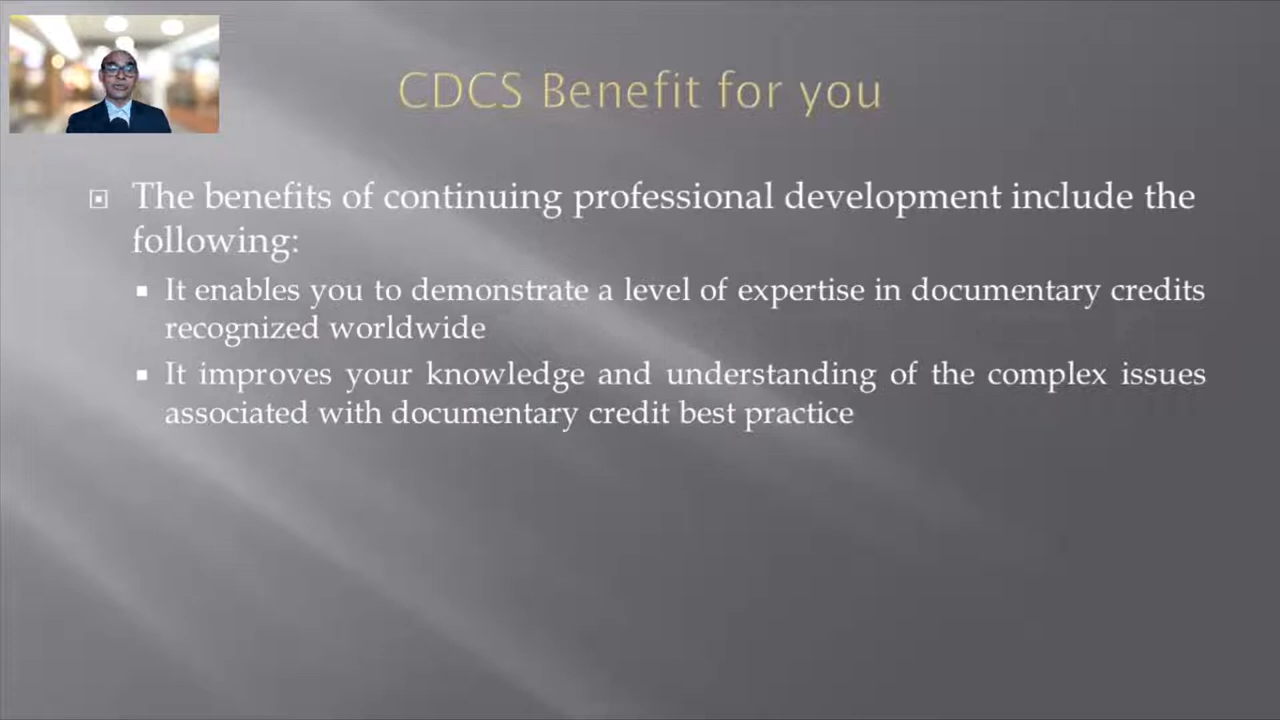 CDCS Benefit for you
The benefits of continuing professional development include the
following:
It enables you to demonstrate a level of expertise in documentary credits
recognized worldwide
It improves your knowledge and understanding of the complex issues
associated with documentary credit best practice